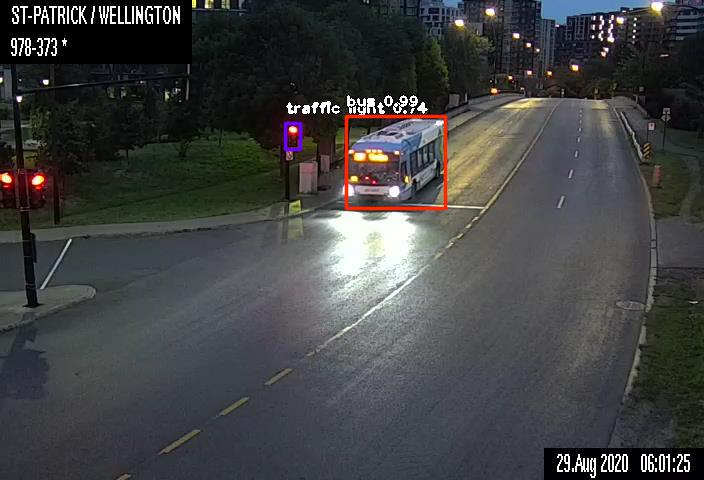 ST-PATRICK / WELLINGTON
978-373 *
bus 0.99
traffic light 0.74
29.Aug 2020 06:01:25